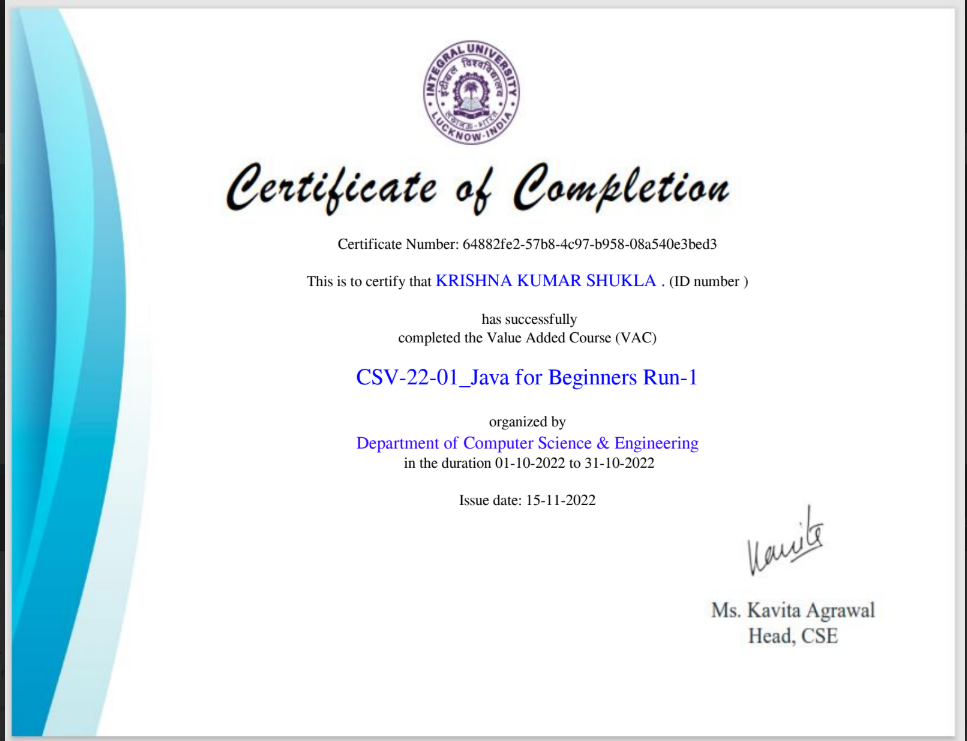 INTEGRAL UNIVERSITY
इंटीग्रल विश्वविद्यालय
लखनऊ-भारत
LUCKNOW-INDIA
Certificate of Completion
Certificate Number: 64882fe2-57b8-4c97-b958-08a540e3bed3
This is to certify that KRISHNA KUMAR SHUKLA . (ID number )
has successfully
completed the Value Added Course (VAC)
CSV-22-01_Java for Beginners Run-1
organized by
Department of Computer Science & Engineering
in the duration 01-10-2022 to 31-10-2022
Issue date: 15-11-2022
Kavita
Ms. Kavita Agrawal
Head, CSE